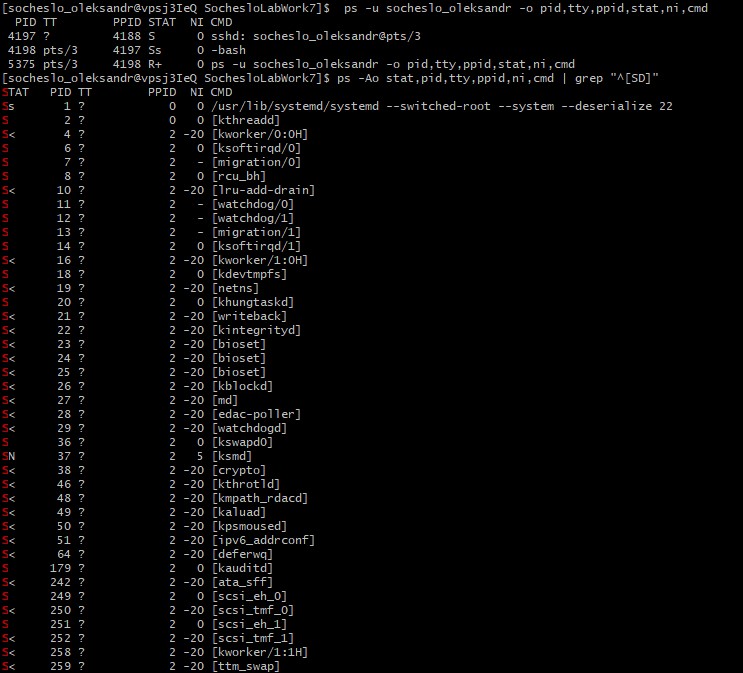 [socheslo_oleksandr@vpsj3IeQ SochesloLabWork7]$  ps -u socheslo_oleksandr -o pid,tty,ppid,stat,ni,cmd
  PID TT        PPID STAT  NI CMD
 4197 ?         4188 S      0 sshd: socheslo_oleksandr@pts/3
 4198 pts/3     4197 Ss     0 -bash
 5375 pts/3     4198 R+     0 ps -u socheslo_oleksandr -o pid,tty,ppid,stat,ni,cmd
[socheslo_oleksandr@vpsj3IeQ SochesloLabWork7]$ ps -Ao stat,pid,tty,ppid,ni,cmd | grep "^[SD]"
STAT   PID TT        PPID  NI CMD
Ss       1 ?            0   0 /usr/lib/systemd/systemd --switched-root --system --deserialize 22
S        2 ?            0   0 [kthreadd]
S<       4 ?            2 -20 [kworker/0:0H]
S        6 ?            2   0 [ksoftirqd/0]
S        7 ?            2   - [migration/0]
S        8 ?            2   0 [rcu_bh]
S<      10 ?            2 -20 [lru-add-drain]
S       11 ?            2   - [watchdog/0]
S       12 ?            2   - [watchdog/1]
S       13 ?            2   - [migration/1]
S       14 ?            2   0 [ksoftirqd/1]
S<      16 ?            2 -20 [kworker/1:0H]
S       18 ?            2   0 [kdevtmpfs]
S<      19 ?            2 -20 [netns]
S       20 ?            2   0 [khungtaskd]
S<      21 ?            2 -20 [writeback]
S<      22 ?            2 -20 [kintegrityd]
S<      23 ?            2 -20 [bioset]
S<      24 ?            2 -20 [bioset]
S<      25 ?            2 -20 [bioset]
S<      26 ?            2 -20 [kblockd]
S<      27 ?            2 -20 [md]
S<      28 ?            2 -20 [edac-poller]
S<      29 ?            2 -20 [watchdogd]
S       36 ?            2   0 [kswapd0]
SN      37 ?            2   5 [ksmd]
S<      38 ?            2 -20 [crypto]
S<      46 ?            2 -20 [kthrotld]
S<      48 ?            2 -20 [kmpath_rdacd]
S<      49 ?            2 -20 [kaluad]
S<      50 ?            2 -20 [kpsmoused]
S<      51 ?            2 -20 [ipv6_addrconf]
S<      64 ?            2 -20 [deferwq]
S      179 ?            2   0 [kauditd]
S<     242 ?            2 -20 [ata_sff]
S      249 ?            2   0 [scsi_eh_0]
S<     250 ?            2 -20 [scsi_tmf_0]
S      251 ?            2   0 [scsi_eh_1]
S<     252 ?            2 -20 [scsi_tmf_1]
S<     258 ?            2 -20 [kworker/1:1H]
S<     259 ?            2 -20 [ttm_swap]